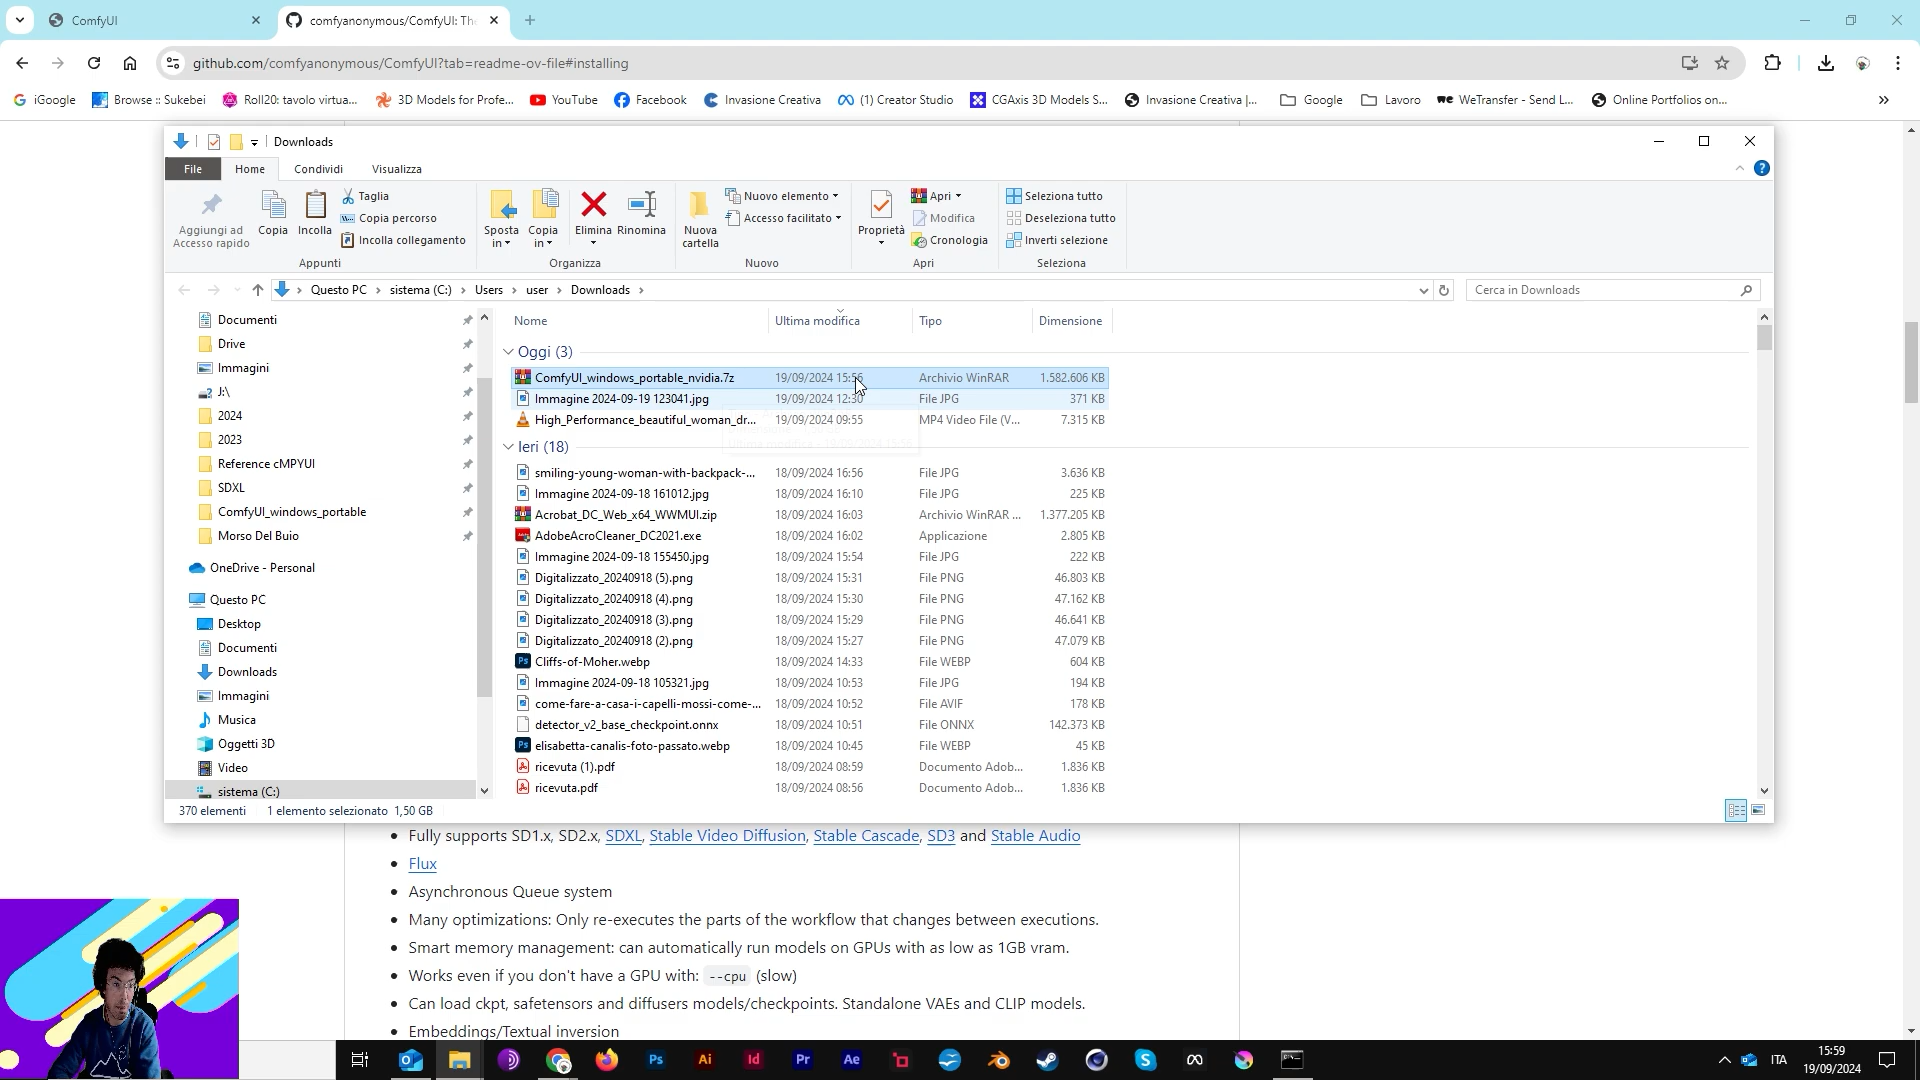 ComfyUI
comfyanonymous/ComfyUI: The
github.com/comfyanonymous/ComfyUI?tab=readme-ov-file#installing
iGoogle
Browse :: Sukebei
Roll20: tavolo virtua...
3D Models for Profe...
YouTube
Facebook
Invasione Creativa
(1) Creator Studio
CGAxis 3D Models S...
Invasione Creativa |...
Google
Lavoro
WeTransfer - Send L...
Online Portfolios on...
»
Downloads
File
Home
Condividi
Visualizza
Aggiungi ad
Accesso rapido
Copia
Incolla
Taglia
Copia percorso
Incolla collegamento
Appunti
Sposta
in
Copia
in
Elimina
Rinomina
Organizza
Nuova
cartella
Nuovo elemento
Accesso facilitato
Nuovo
Proprietà
Apri
Modifica
Cronologia
Apri
Seleziona tutto
Deseleziona tutto
Inverti selezione
Seleziona
Questo PC > sistema (C:) > Users > user > Downloads >
Cerca in Downloads
Documenti
Drive
Immagini
J:\
2024
2023
Reference cMPYUI
SDXL
ComfyUI_windows_portable
Morso Del Buio
OneDrive - Personal
Questo PC
Desktop
Documenti
Downloads
Immagini
Musica
Oggetti 3D
Video
sistema (C:)
Nome Ultima modifica Tipo Dimensione
Oggi (3)
ComfyUI_windows_portable_nvidia.7z 19/09/2024 15:56 Archivio WinRAR 1.582.606 KB
Immagine 2024-09-19 123041.jpg 19/09/2024 12:30 File JPG 371 KB
High_Performance_beautiful_woman_dr... 19/09/2024 09:55 MP4 Video File (V... 7.315 KB
Ieri (18)
smiling-young-woman-with-backpack-... 18/09/2024 16:56 File JPG 3.636 KB
Immagine 2024-09-18 161012.jpg 18/09/2024 16:10 File JPG 225 KB
Acrobat_DC_Web_x64_WWMUI.zip 18/09/2024 16:03 Archivio WinRAR ... 1.377.205 KB
AdobeAcroCleaner_DC2021.exe 18/09/2024 16:02 Applicazione 2.805 KB
Immagine 2024-09-18 155450.jpg 18/09/2024 15:54 File JPG 222 KB
Digitalizzato_20240918 (5).png 18/09/2024 15:31 File PNG 46.803 KB
Digitalizzato_20240918 (4).png 18/09/2024 15:30 File PNG 47.162 KB
Digitalizzato_20240918 (3).png 18/09/2024 15:29 File PNG 46.641 KB
Digitalizzato_20240918 (2).png 18/09/2024 15:27 File PNG 47.079 KB
Cliffs-of-Moher.webp 18/09/2024 14:33 File WEBP 604 KB
Immagine 2024-09-18 105321.jpg 18/09/2024 10:53 File JPG 194 KB
come-fare-a-casa-i-capelli-mossi-come-... 18/09/2024 10:52 File AVIF 178 KB
detector_v2_base_checkpoint.onnx 18/09/2024 10:51 File ONNX 142.373 KB
elisabetta-canalis-foto-passato.webp 18/09/2024 10:45 File WEBP 45 KB
ricevuta (1).pdf 18/09/2024 08:59 Documento Adob... 1.836 KB
ricevuta.pdf 18/09/2024 08:56 Documento Adob... 1.836 KB
370 elementi 1 elemento selezionato 1,50 GB
Fully supports SD1.x, SD2.x, SDXL, Stable Video Diffusion, Stable Cascade, SD3 and Stable Audio
Flux
Asynchronous Queue system
Many optimizations: Only re-executes the parts of the workflow that changes between executions.
Smart memory management: can automatically run models on GPUs with as low as 1GB vram.
Works even if you don't have a GPU with: --cpu (slow)
Can load ckpt, safetensors and diffusers models/checkpoints. Standalone VAEs and CLIP models.
Embeddings/Textual inversion
Ps
Ai
Id
Pr
Ae
ITA
15:59
19/09/2024